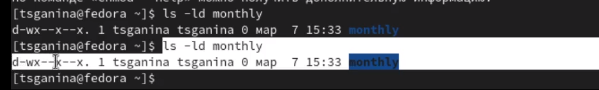 [tsganina@fedora ~]$ ls -ld monthly
d-wx--x--x. 1 tsganina tsganina 0 мар  7 15:33 monthly
[tsganina@fedora ~]$ ls -ld monthly
d-wx--x--x. 1 tsganina tsganina 0 мар  7 15:33 monthly
[tsganina@fedora ~]$